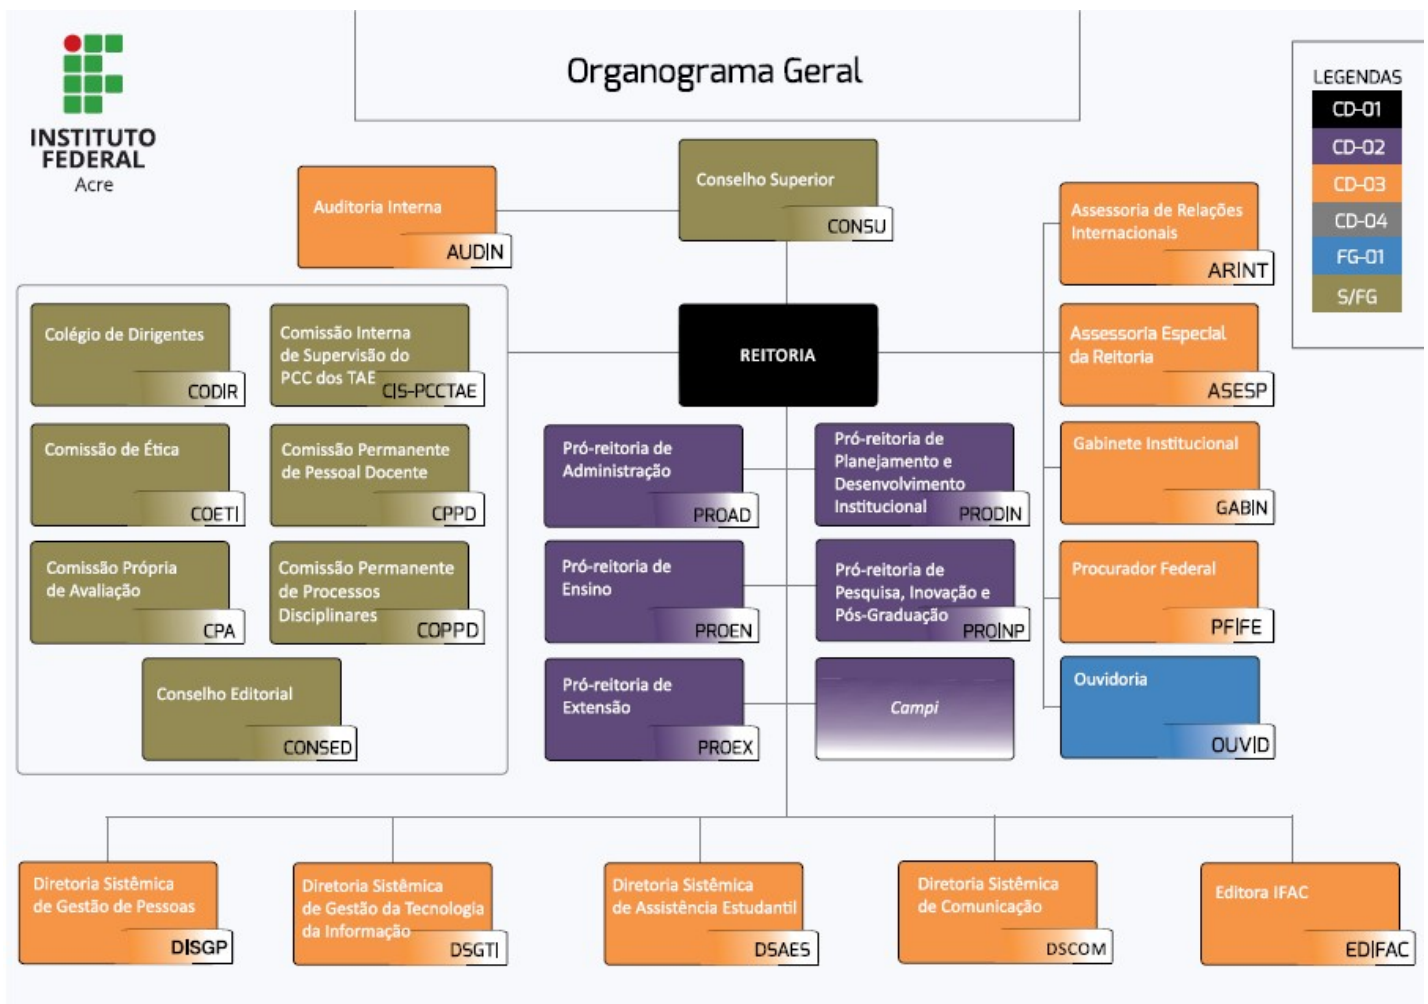 INSTITUTO
FEDERAL
Acre
Organograma Geral
LEGENDAS
CD-01
CD-02
CD-03
CD-04
FG-01
S/FG
Auditoria Interna
AUDIN
Conselho Superior
CONSU
Assessoria de Relações
Internacionais
ARINT
Colégio de Dirigentes
CODIR
Comissão Interna
de Supervisão do
PCC dos TAE
CIS-PCCTAE
REITORIA
Assessoria Especial
da Reitoria
ASESP
Comissão de Ética
COETI
Comissão Permanente
de Pessoal Docente
CPPD
Pró-reitoria de
Administração
PROAD
Pró-reitoria de
Planejamento e
Desenvolvimento
Institucional
PRODIN
Gabinete Institucional
GABIN
Comissão Própria
de Avaliação
CPA
Comissão Permanente
de Processos
Disciplinares
COPPD
Pró-reitoria de
Ensino
PROEN
Pró-reitoria de
Pesquisa, Inovação e
Pós-Graduação
PROINP
Procurador Federal
PFIFE
Conselho Editorial
CONSED
Pró-reitoria de
Extensão
PROEX
Campi
Ouvidoria
OUVID
Diretoria Sistêmica
de Gestão de Pessoas
DISGP
Diretoria Sistêmica
de Gestão da Tecnologia
da Informação
DSGTI
Diretoria Sistêmica
de Assistência Estudantil
DSAES
Diretoria Sistêmica
de Comunicação
DSCOM
Editora IFAC
EDIFAC